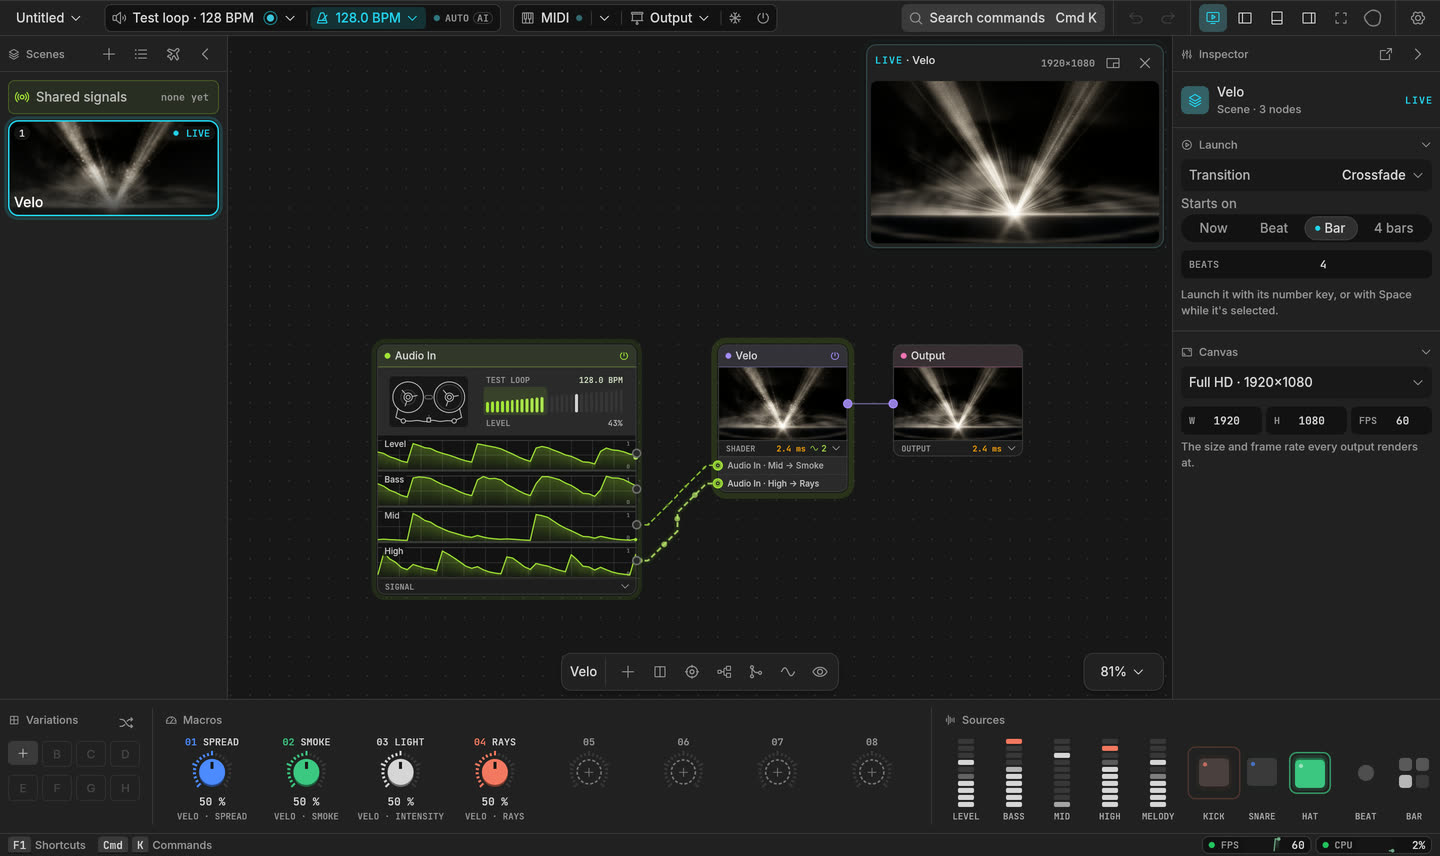 Untitled
Test loop · 128 BPM
128.0 BPM
AUTO AI
MIDI
Output
Search commands Cmd K
Scenes
Shared signals none yet
1
LIVE
Velo
LIVE · Velo
1920×1080
Inspector
Velo
Scene · 3 nodes
LIVE
Launch
Transition Crossfade
Starts on
Now Beat Bar 4 bars
BEATS 4
Launch it with its number key, or with Space
while it's selected.
Canvas
Full HD · 1920×1080
W 1920 H 1080 FPS 60
The size and frame rate every output renders
at.
Audio In
TEST LOOP 128.0 BPM
LEVEL 43%
Level
1
0
Bass
1
0
Mid
1
High
1
SIGNAL
Velo
SHADER 2.4 ms 2
Audio In · Mid → Smoke
Audio In · High → Rays
Output
OUTPUT 2.4 ms
Velo
81%
Variations
B C D
E F G H
Macros
01 SPREAD
50 %
VELO · SPREAD
02 SMOKE
50 %
VELO · SMOKE
03 LIGHT
50 %
VELO · INTENSITY
04 RAYS
50 %
VELO · RAYS
05
06
07
08
Sources
LEVEL BASS MID HIGH MELODY KICK SNARE HAT BEAT BAR
F1 Shortcuts Cmd K Commands
FPS 60 CPU 2%